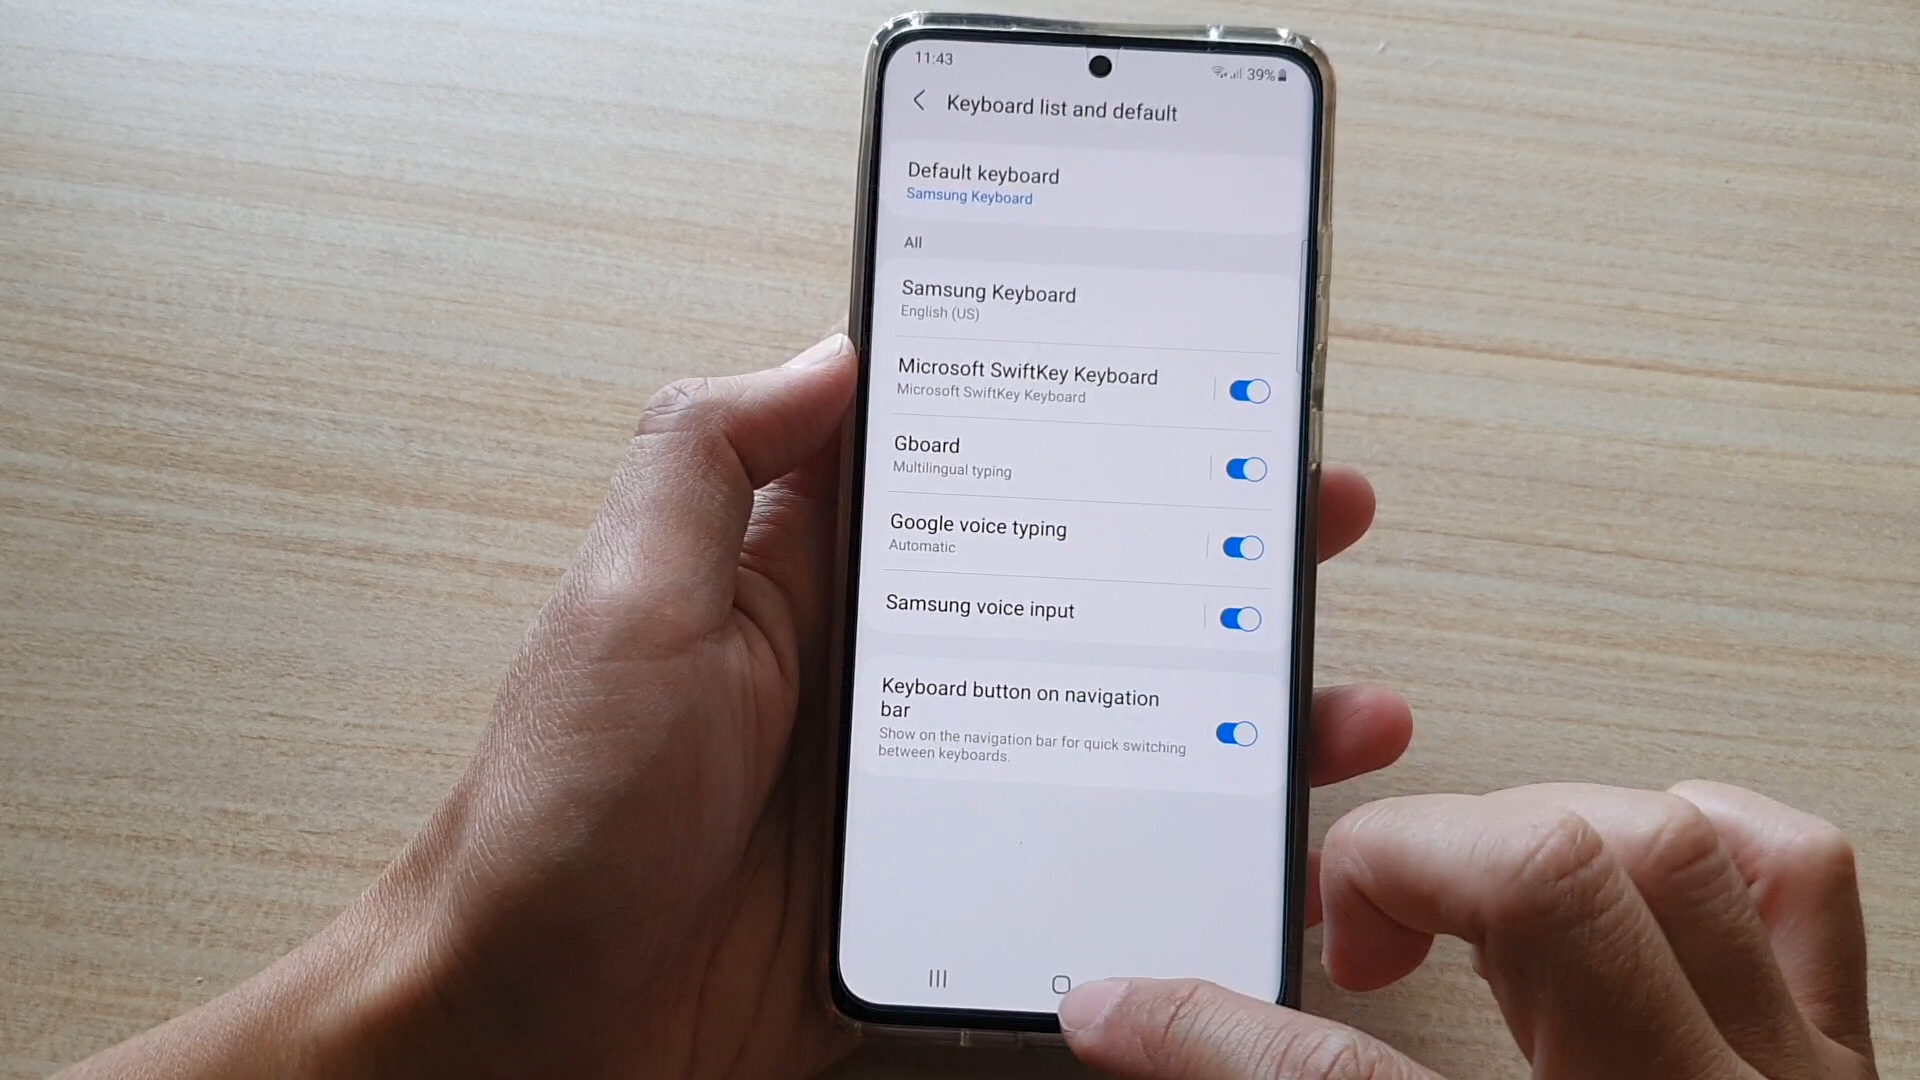 11:43
39%
Keyboard list and default
Default keyboard
Samsung Keyboard
All
Samsung Keyboard
English (US)
Microsoft SwiftKey Keyboard
Microsoft SwiftKey Keyboard
Gboard
Multilingual typing
Google voice typing
Automatic
Samsung voice input
Keyboard button on navigation
bar
Show on the navigation bar for quick switching
between keyboards.